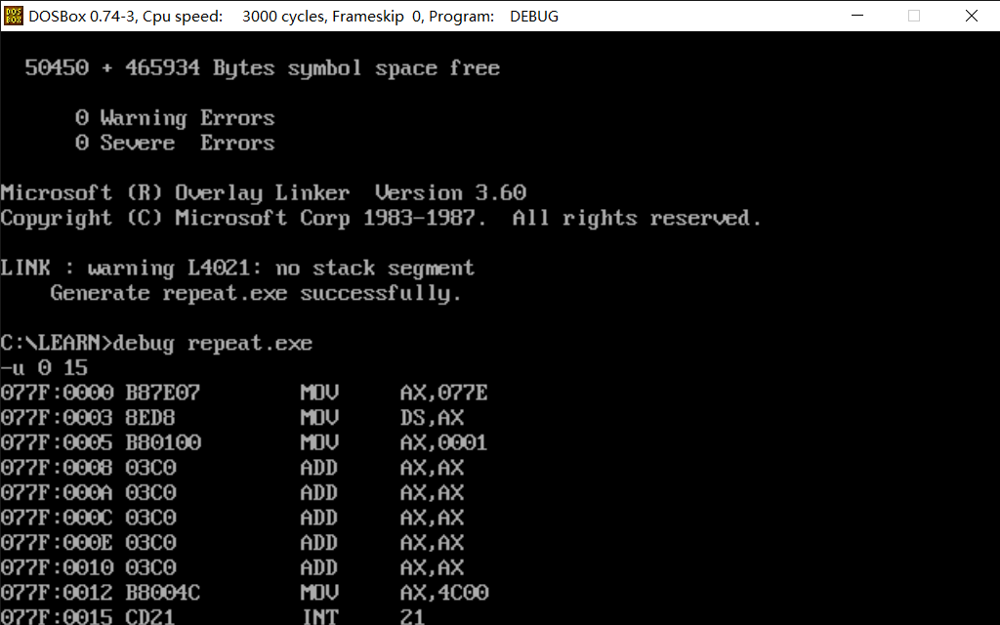 DOS BOX DOSBox 0.74-3, Cpu speed: 3000 cycles, Frameskip 0, Program: DEBUG
50450 + 465934 Bytes symbol space free
0 Warning Errors
0 Severe Errors
Microsoft (R) Overlay Linker Version 3.60
Copyright (C) Microsoft Corp 1983-1987. All rights reserved.
LINK : warning L4021: no stack segment
Generate repeat.exe successfully.
C:\LEARN>debug repeat.exe
-u 0 15
077F:0000 B87E07 MOV AX,077E
077F:0003 8ED8 MOV DS,AX
077F:0005 B80100 MOV AX,0001
077F:0008 03C0 ADD AX,AX
077F:000A 03C0 ADD AX,AX
077F:000C 03C0 ADD AX,AX
077F:000E 03C0 ADD AX,AX
077F:0010 03C0 ADD AX,AX
077F:0012 B8004C MOV AX,4C00
077F:0015 CD21 INT 21